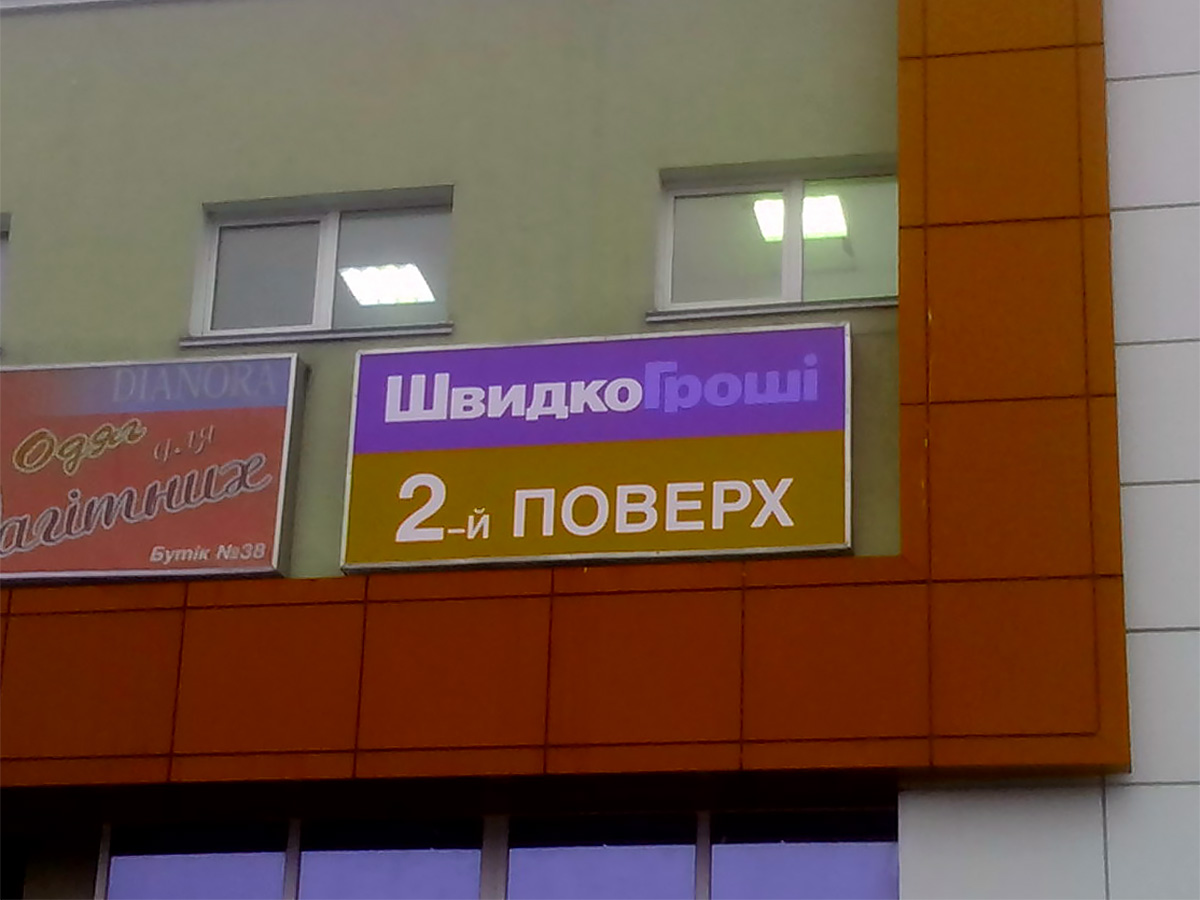 DIANORA
Одяг для
вагітних
Бутік №38
ШвидкоГроші
2-й ПОВЕРХ